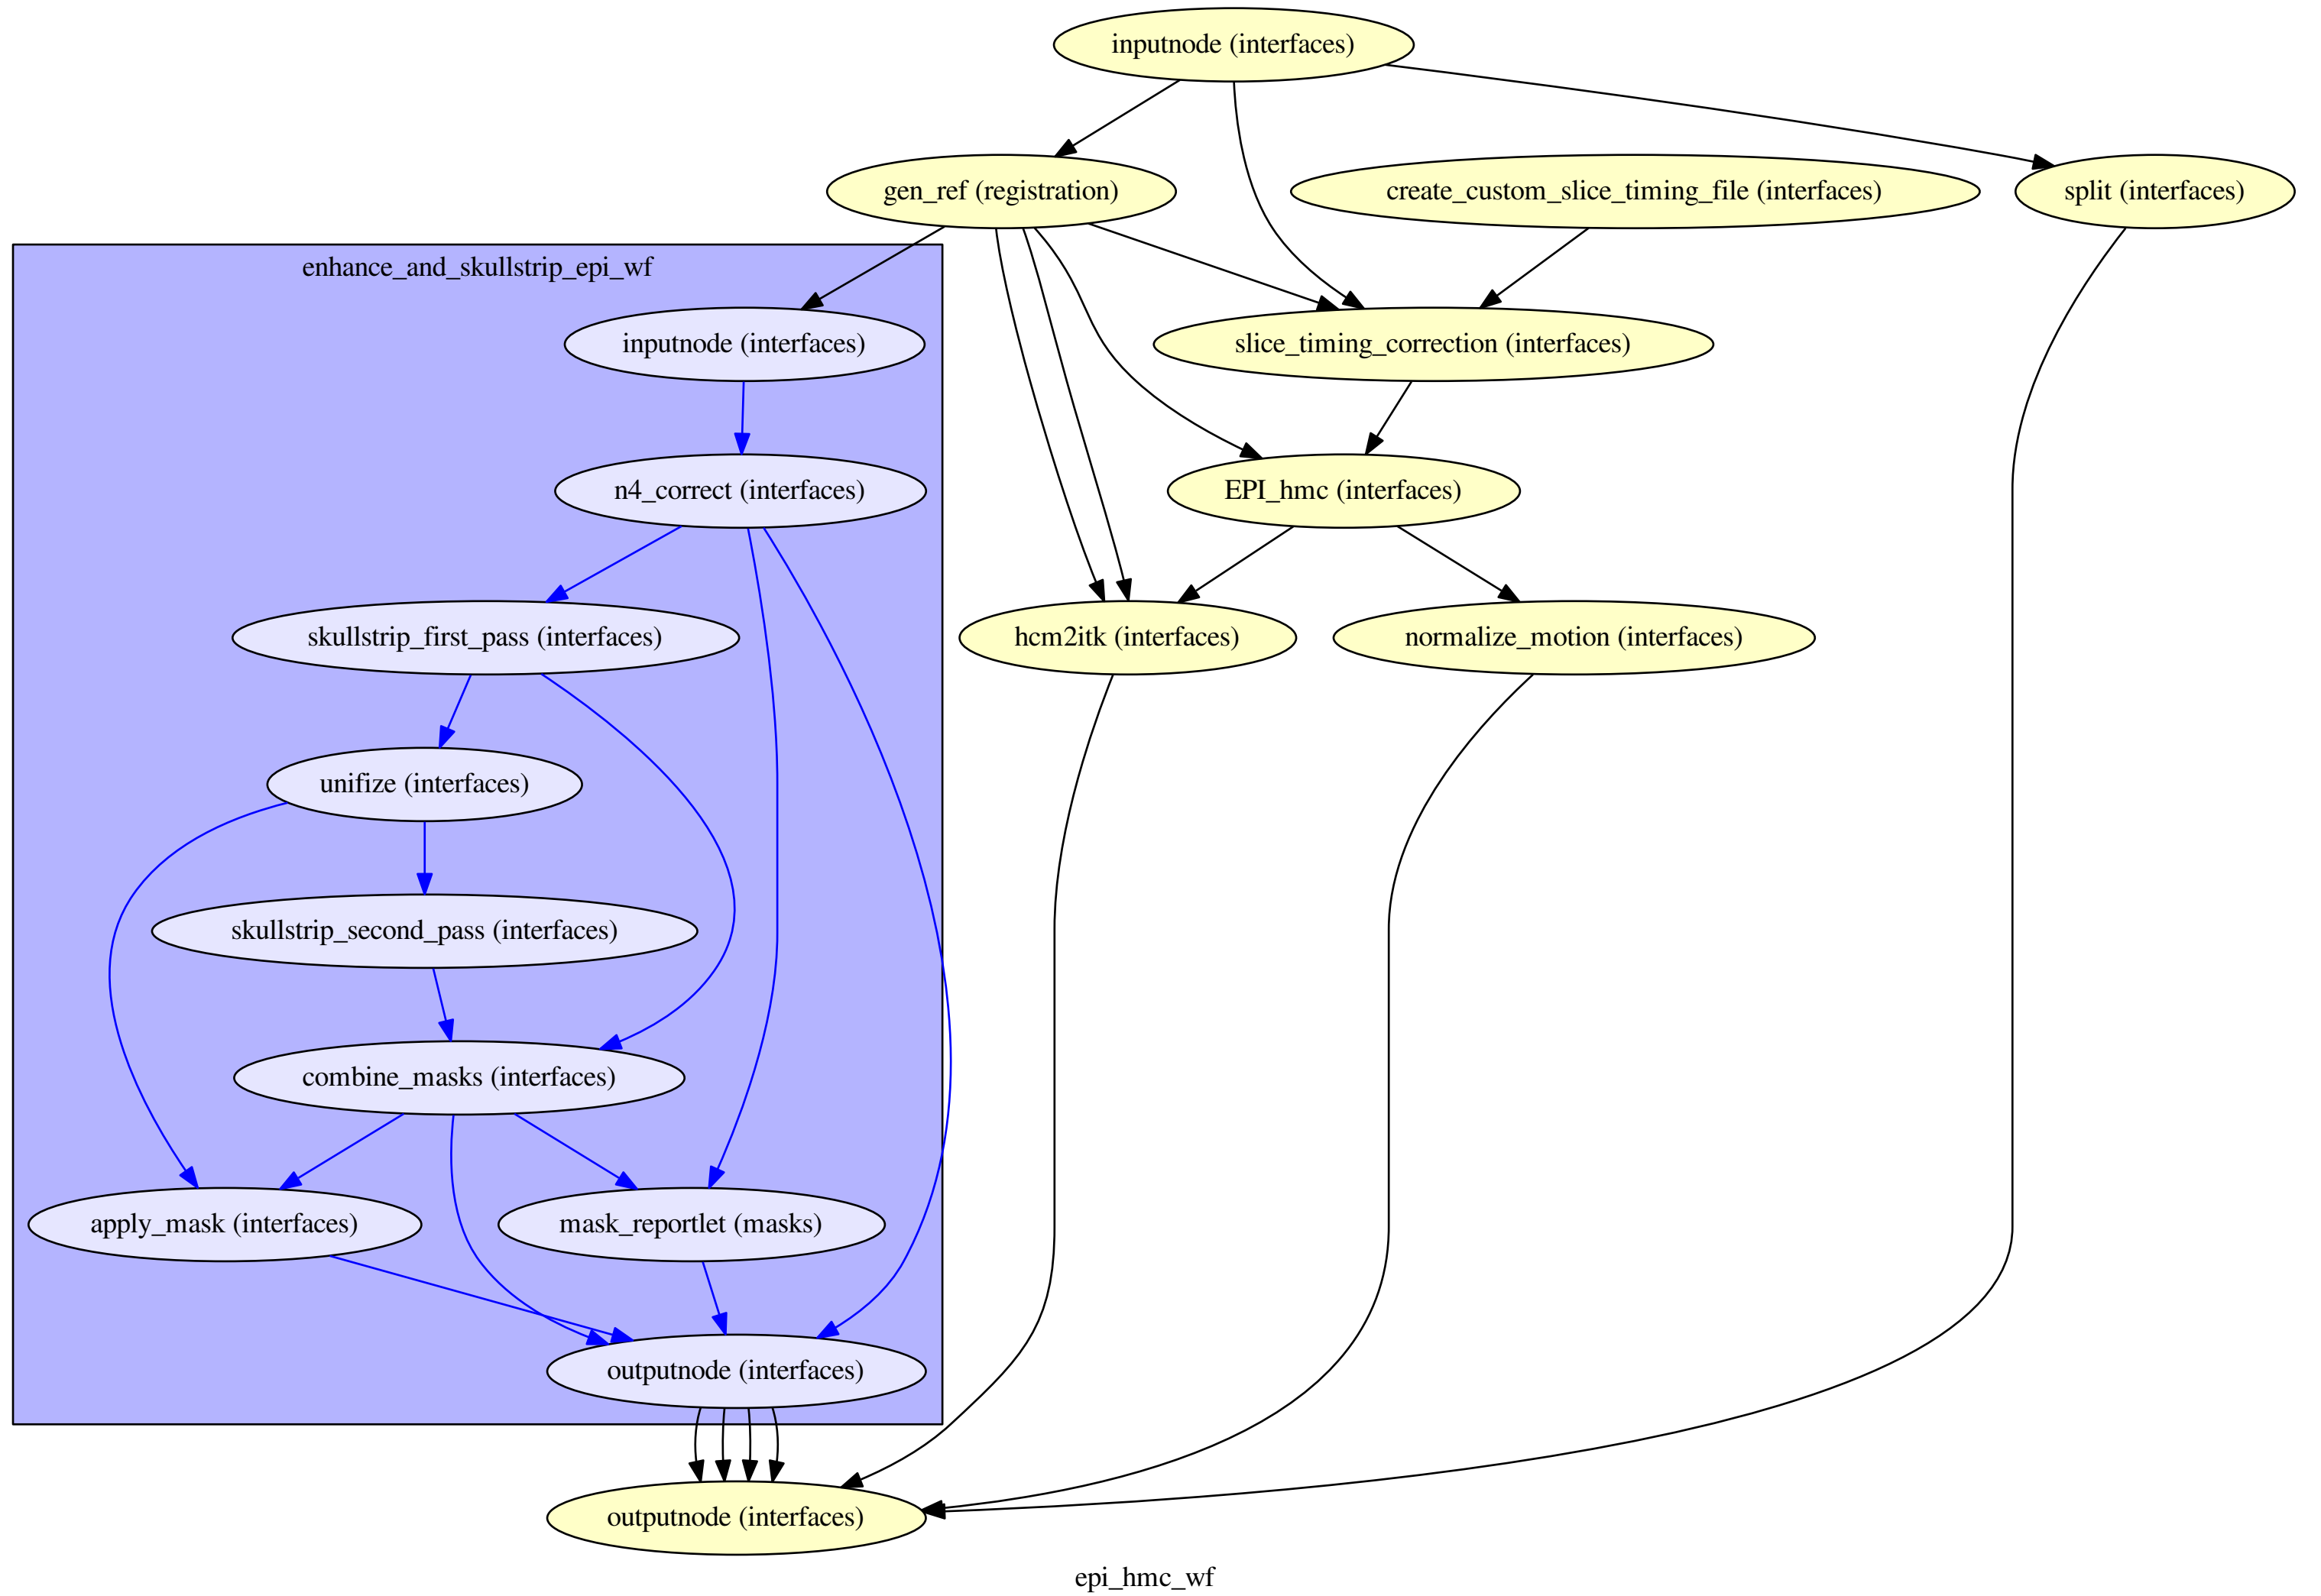 inputnode (interfaces)
gen_ref (registration)
create_custom_slice_timing_file (interfaces)
split (interfaces)
enhance_and_skullstrip_epi_wf
inputnode (interfaces)
slice_timing_correction (interfaces)
n4_correct (interfaces)
EPI_hmc (interfaces)
skullstrip_first_pass (interfaces)
hcm2itk (interfaces)
normalize_motion (interfaces)
unifize (interfaces)
skullstrip_second_pass (interfaces)
combine_masks (interfaces)
apply_mask (interfaces)
mask_reportlet (masks)
outputnode (interfaces)
outputnode (interfaces)
epi_hmc_wf